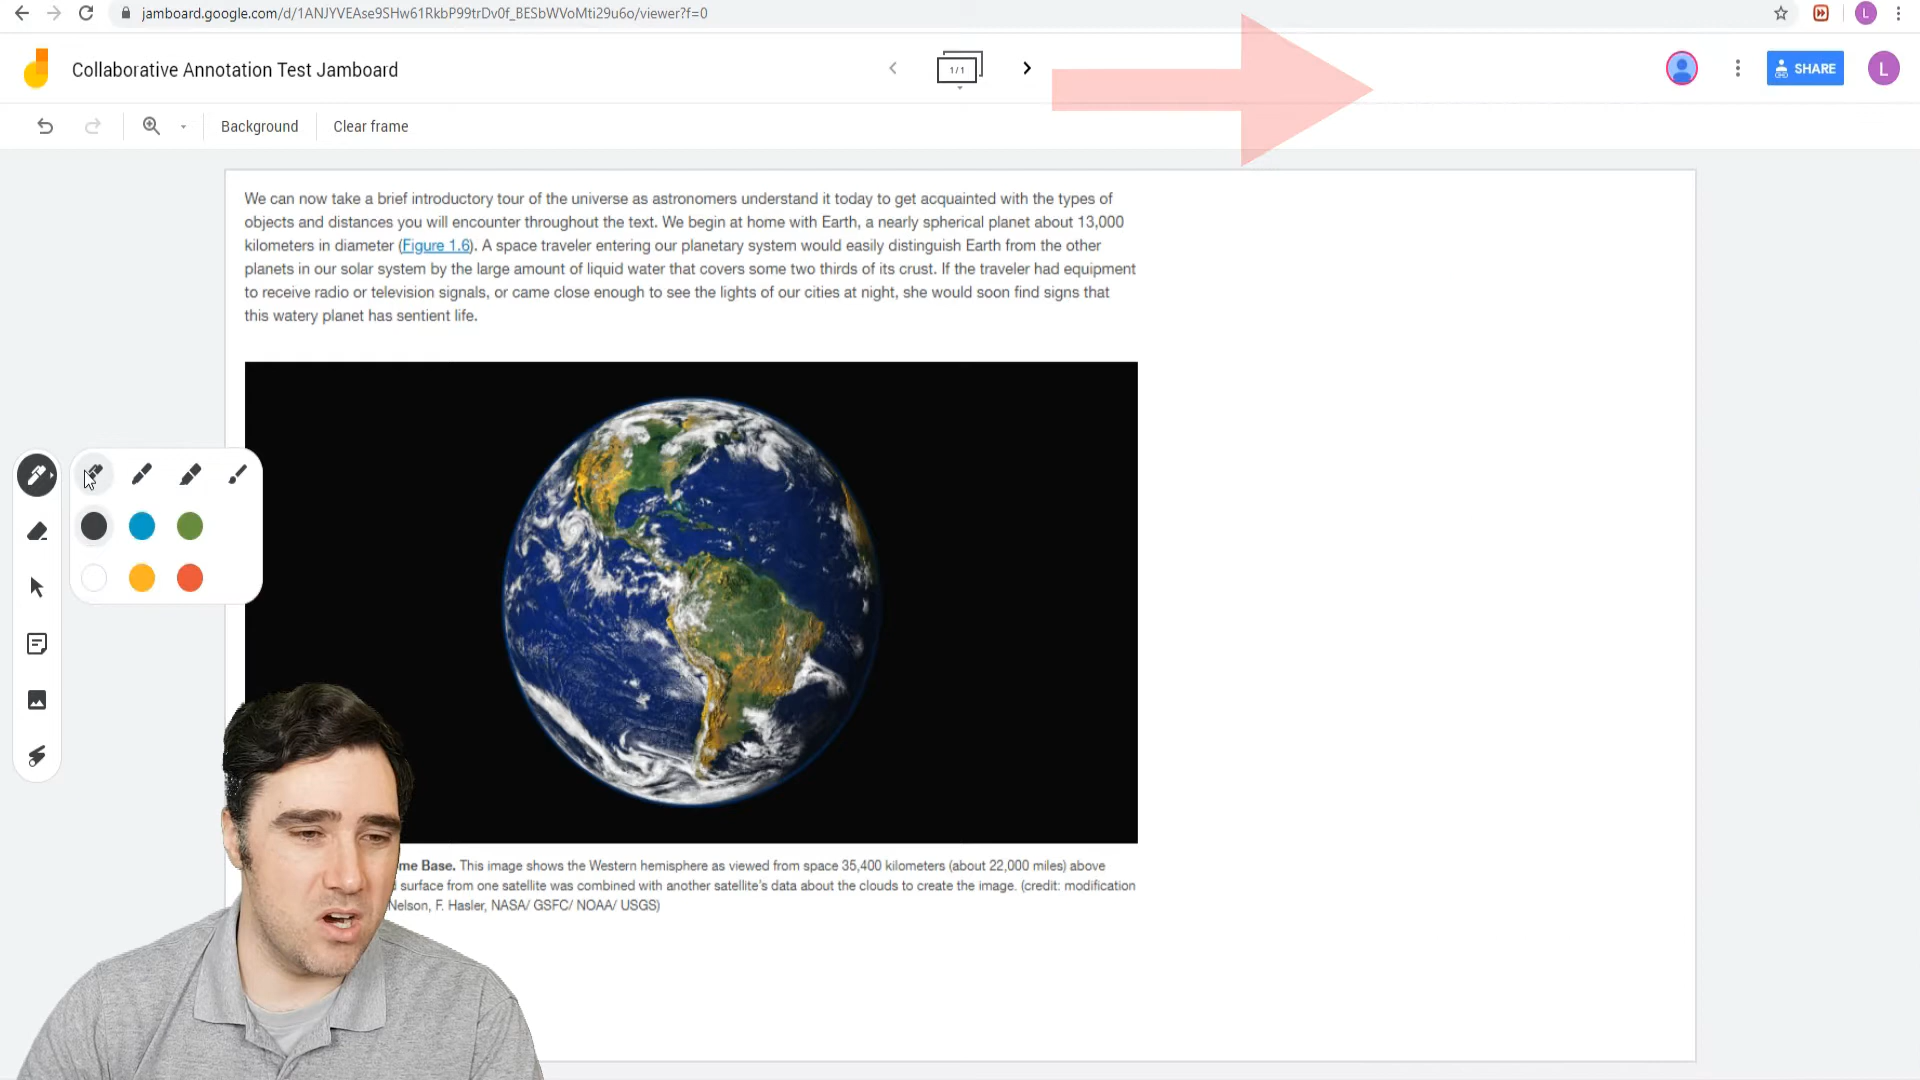 jamboard.google.com/d/1ANJYVEAse9SHw61RkbP99trDv0f_BESbWVoMti29u6o/viewer?f=0
L
Collaborative Annotation Test Jamboard
1/1
SHARE
L
Background
Clear frame
We can now take a brief introductory tour of the universe as astronomers understand it today to get acquainted with the types of
objects and distances you will encounter throughout the text. We begin at home with Earth, a nearly spherical planet about 13,000
kilometers in diameter (Figure 1.6). A space traveler entering our planetary system would easily distinguish Earth from the other
planets in our solar system by the large amount of liquid water that covers some two thirds of its crust. If the traveler had equipment
to receive radio or television signals, or came close enough to see the lights of our cities at night, she would soon find signs that
this watery planet has sentient life.
me Base. This image shows the Western hemisphere as viewed from space 35,400 kilometers (about 22,000 miles) above
surface from one satellite was combined with another satellite's data about the clouds to create the image. (credit: modification
Nelson, F. Hasler, NASA/ GSFC/ NOAA/ USGS)